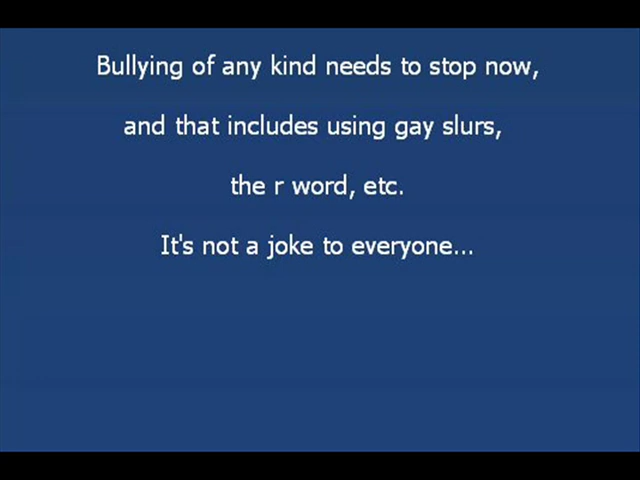 Bullying of any kind needs to stop now,
and that includes using gay slurs,
the r word, etc.
It's not a joke to everyone...